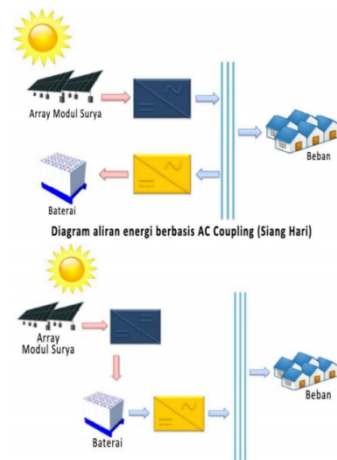 Array Modul Surya
Beban
Baterai
Diagram aliran energi berbasis AC Coupling (Siang Hari)
Array
Modul Surya
Beban
Baterai